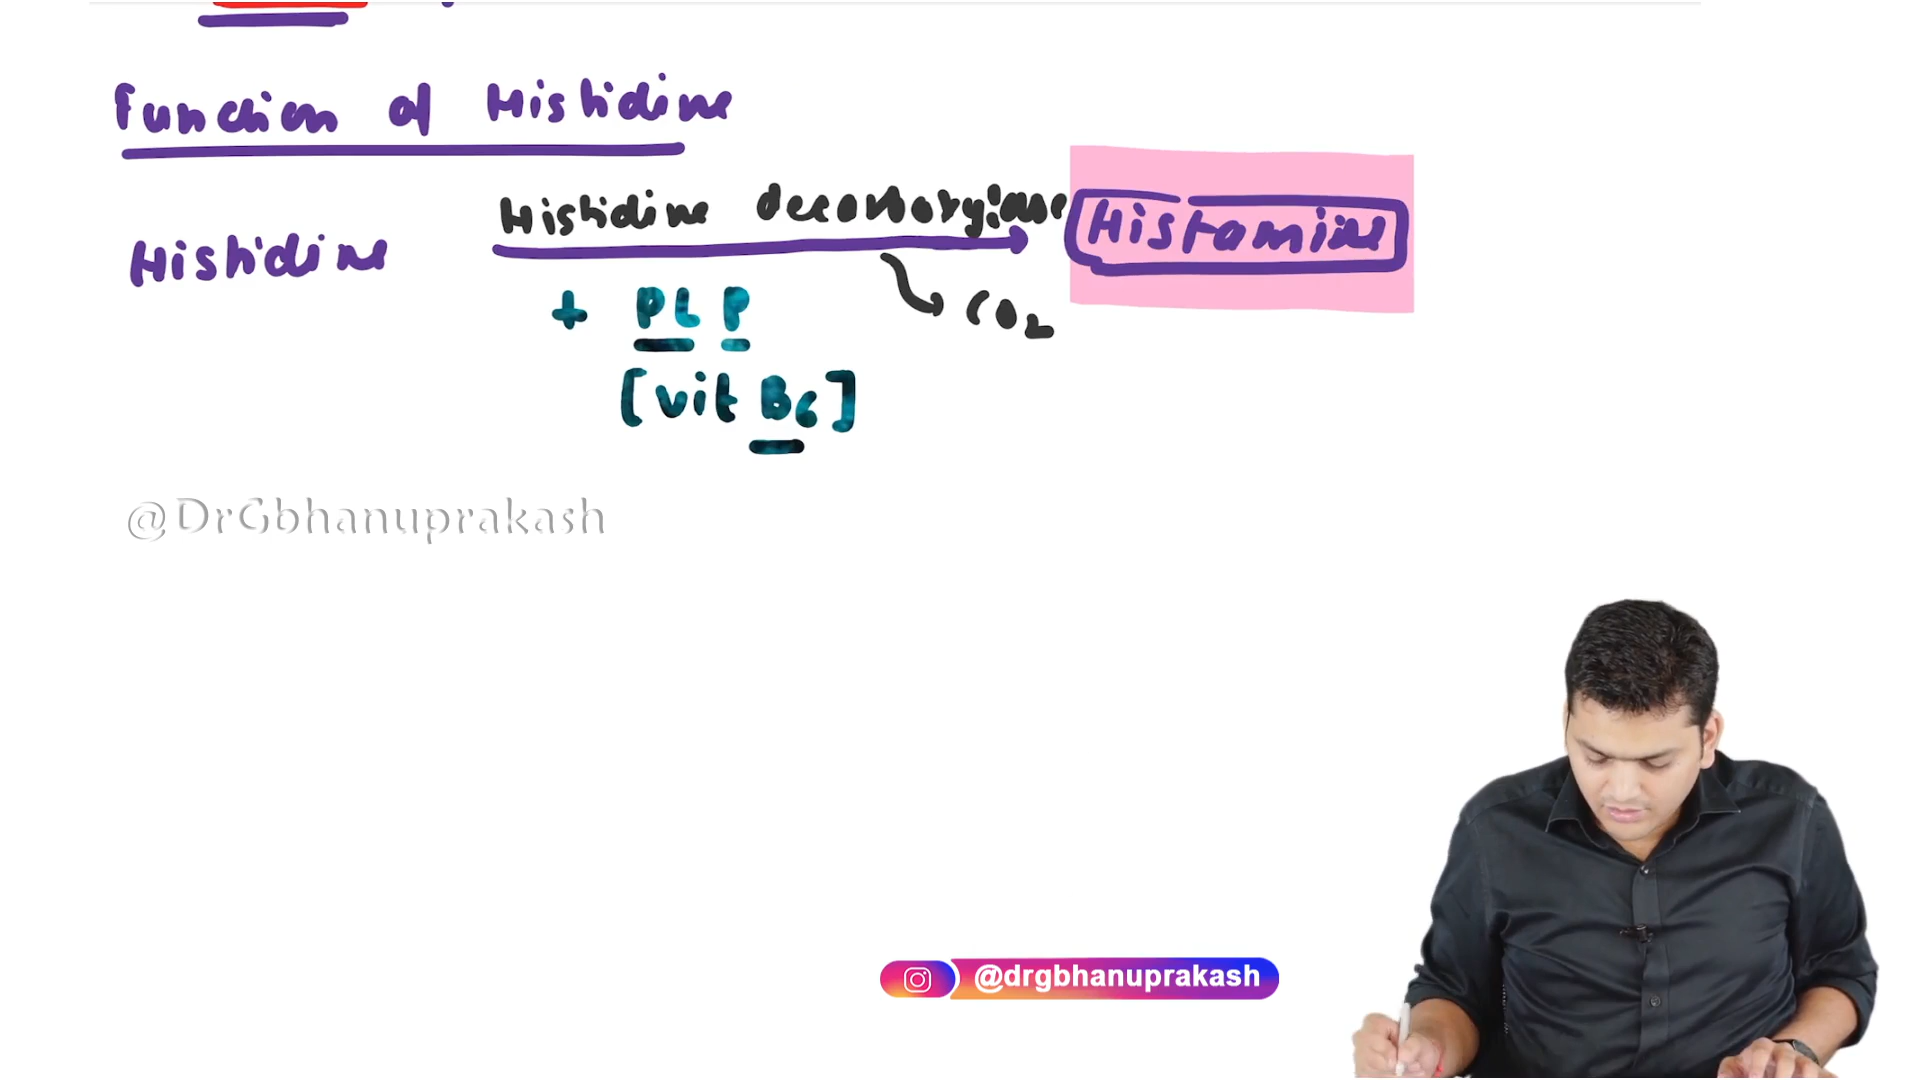 Function of Histidine
Histidine decarboxylase
Histidine
Histamine
+ PLP
CO2
[vit B6]
@DrGbhanuprakash
@drgbhanuprakash